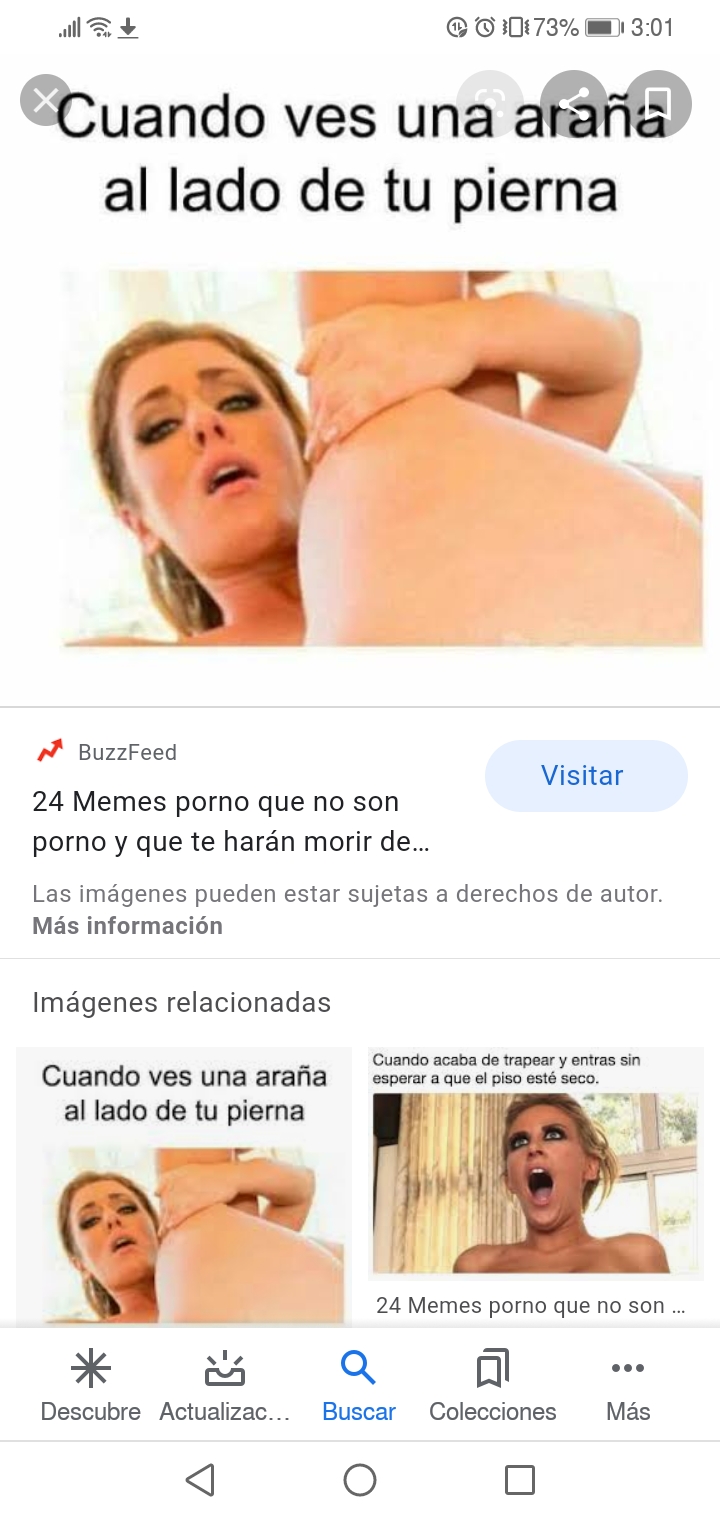 73% 3:01
Cuando ves una araña
al lado de tu pierna
BuzzFeed
Visitar
24 Memes porno que no son
porno y que te harán morir de...
Las imágenes pueden estar sujetas a derechos de autor.
Más información
Imágenes relacionadas
Cuando ves una araña
al lado de tu pierna
Cuando acaba de trapear y entras sin
esperar a que el piso esté seco.
24 Memes porno que no son ...
Descubre Actualizac... Buscar Colecciones Más